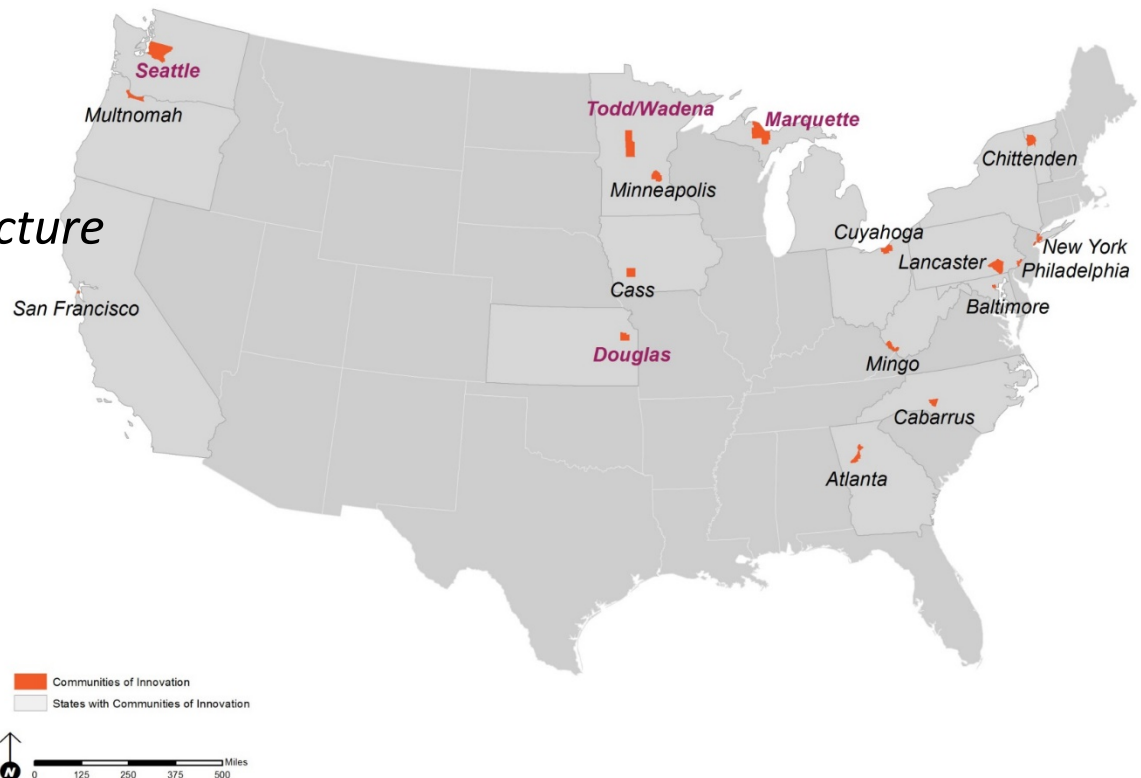 Seattle
Multnomah
Todd/Wadena
Marquette
Minneapolis
Chittenden
cture
Cuyahoga
New York
Lancaster
Philadelphia
Cass
San Francisco
Baltimore
Douglas
Mingo
Cabarrus
Atlanta
Communities of Innovation
States with Communities of Innovation
N
Miles
0 125 250 375 500